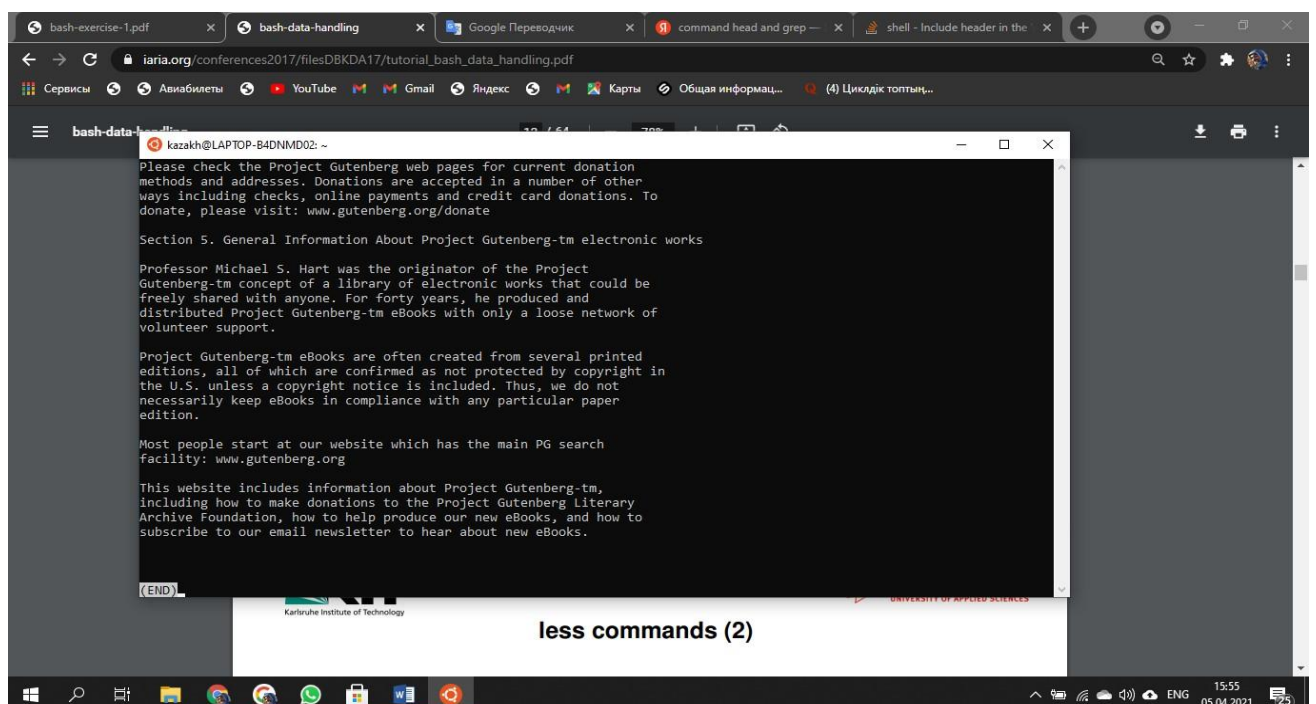 bash-exercise-1.pdf
bash-data-handling
Google Переводчик
command head and grep —
shell - Include header in the
iaria.org/conferences2017/filesDBKDA17/tutorial_bash_data_handling.pdf
Сервисы
Авиабилеты
YouTube
Gmail
Яндекс
Карты
Общая информац...
(4) Циклдік топтың...
bash-data-handling
kazakh@LAPTOP-B4DNMD02: ~
Please check the Project Gutenberg web pages for current donation
methods and addresses. Donations are accepted in a number of other
ways including checks, online payments and credit card donations. To
donate, please visit: www.gutenberg.org/donate
Section 5. General Information About Project Gutenberg-tm electronic works
Professor Michael S. Hart was the originator of the Project
Gutenberg-tm concept of a library of electronic works that could be
freely shared with anyone. For forty years, he produced and
distributed Project Gutenberg-tm eBooks with only a loose network of
volunteer support.
Project Gutenberg-tm eBooks are often created from several printed
editions, all of which are confirmed as not protected by copyright in
the U.S. unless a copyright notice is included. Thus, we do not
necessarily keep eBooks in compliance with any particular paper
edition.
Most people start at our website which has the main PG search
facility: www.gutenberg.org
This website includes information about Project Gutenberg-tm,
including how to make donations to the Project Gutenberg Literary
Archive Foundation, how to help produce our new eBooks, and how to
subscribe to our email newsletter to hear about new eBooks.
(END)
Karlsruhe Institute of Technology
UNIVERSITY OF APPLIED SCIENCES
less commands (2)
ENG
15:55
05.04.2021
25